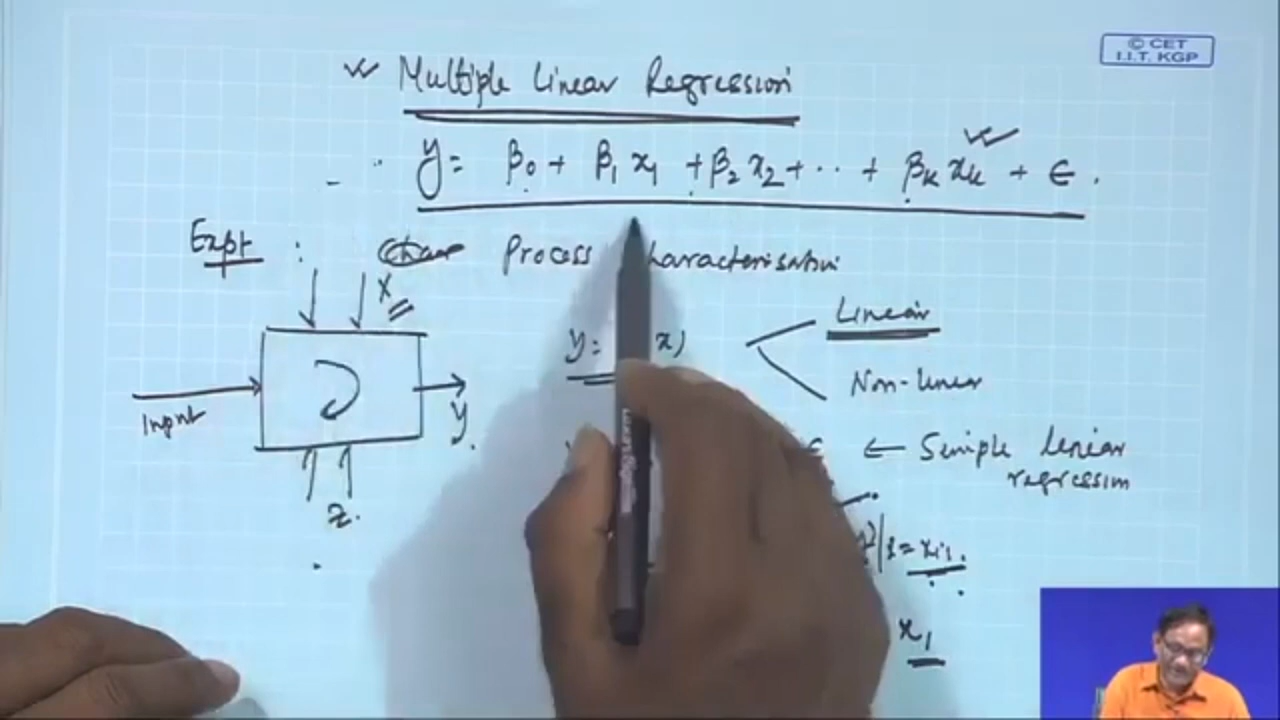 © CET
I.I.T. KGP
Multiple Linear Regression
y = β0 + β1 x1 + β2 x2 + ·· + βk xk + ϵ.
Expt : Process Characterisation
x
y = x)
Linear
Non-linear
Input
y.
ϵ ← Simple linear
regression
z.
x1